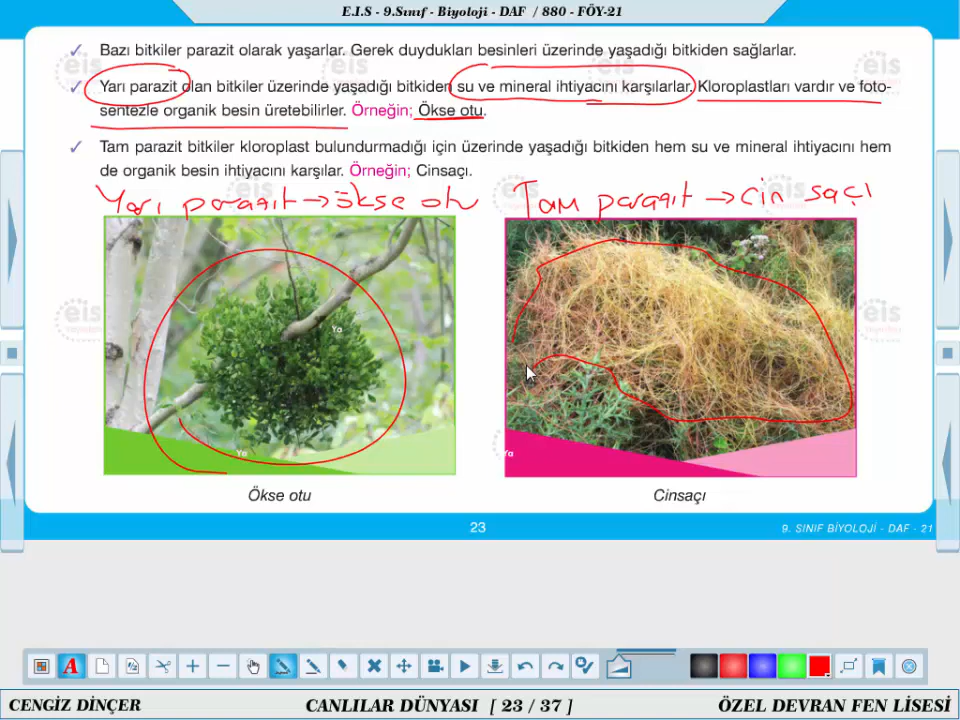 E.I.S - 9.Sınıf - Biyoloji - DAF / 880 - FÖY-21
✓ Bazı bitkiler parazit olarak yaşarlar. Gerek duydukları besinleri üzerinde yaşadığı bitkiden sağlarlar.
✓ Yarı parazit olan bitkiler üzerinde yaşadığı bitkiden su ve mineral ihtiyacını karşılarlar. Kloroplastları vardır ve foto-
sentezle organik besin üretebilirler. Örneğin; Ökse otu.
✓ Tam parazit bitkiler kloroplast bulundurmadığı için üzerinde yaşadığı bitkiden hem su ve mineral ihtiyacını hem
de organik besin ihtiyacını karşılar. Örneğin; Cinsaçı.
Yarı parazit → ökse otu
Tam parazit → cin saçı
Ökse otu
Cinsaçı
23
9. SINIF BİYOLOJİ - DAF - 21
CENGİZ DİNÇER
CANLILAR DÜNYASI [ 23 / 37 ]
ÖZEL DEVRAN FEN LİSESİ